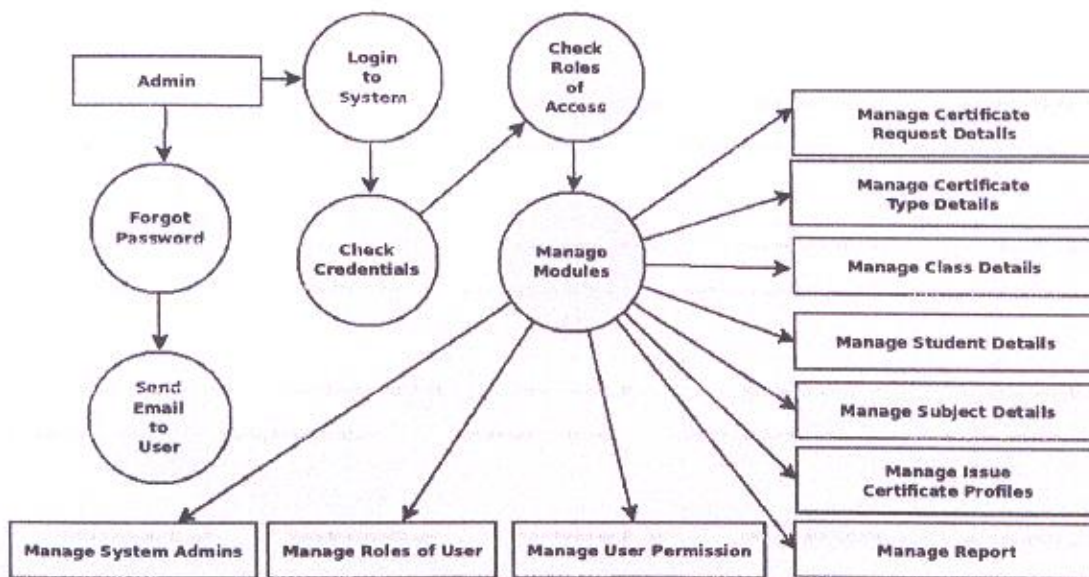 Admin
Login
to
System
Check
Roles
of
Access
Manage Certificate
Request Details
Forgot
Password
Check
Credentials
Manage
Modules
Manage Certificate
Type Details
Manage Class Details
Manage Student Details
Send
Email
to
User
Manage Subject Details
Manage Issue
Certificate Profiles
Manage System Admins
Manage Roles of User
Manage User Permission
Manage Report